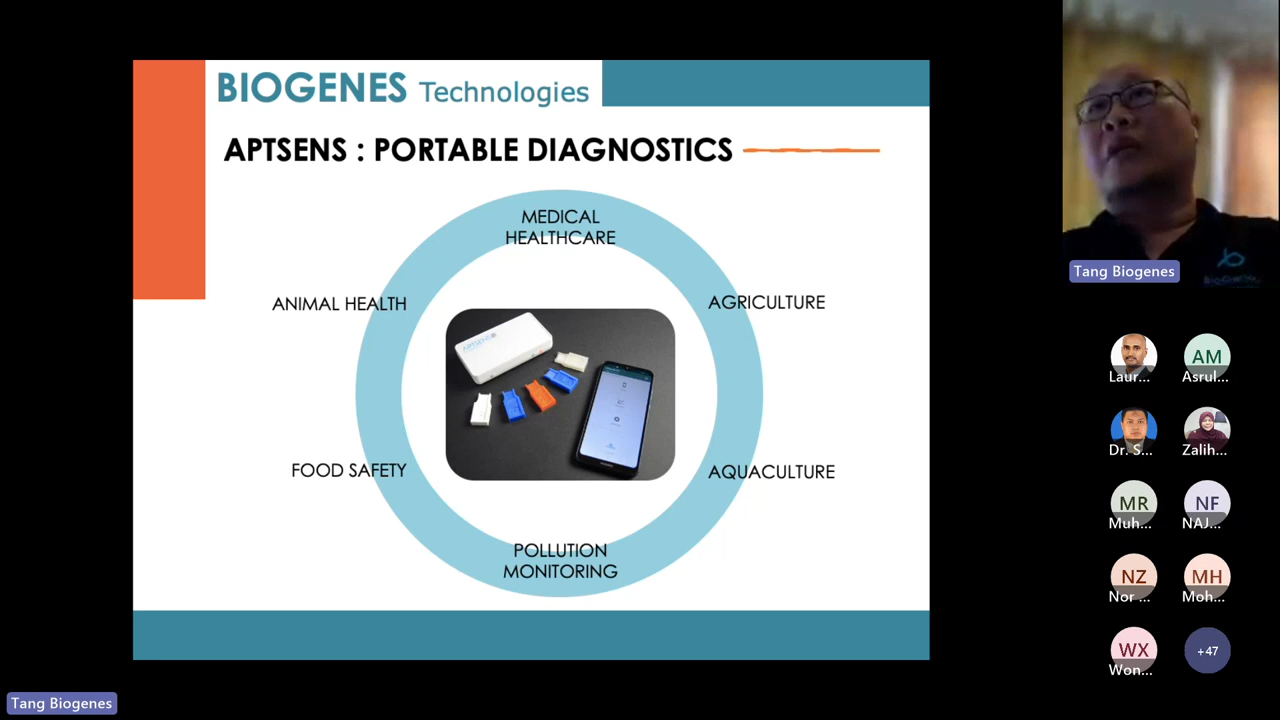 BIOGENES Technologies
APTSENS : PORTABLE DIAGNOSTICS
MEDICAL
HEALTHCARE
ANIMAL HEALTH
AGRICULTURE
APTSENS
FOOD SAFETY
AQUACULTURE
POLLUTION
MONITORING
Tang Biogenes
Laur...
AM
Asrul...
Dr. S...
Zalih...
MR
Muh...
NF
NAJ...
NZ
Nor ...
MH
Moh...
WX
Won...
+47
Tang Biogenes